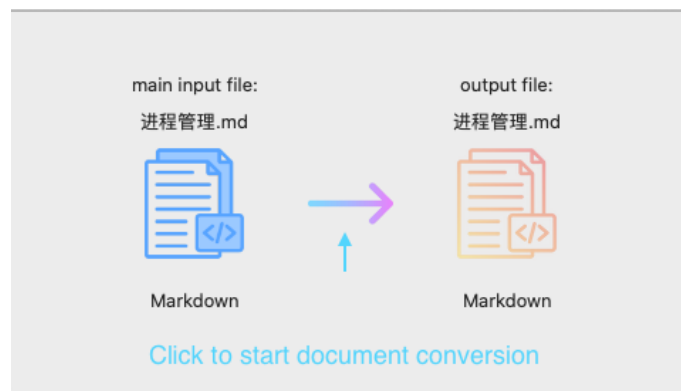 main input file:
output file:
进程管理.md
进程管理.md
</>
</>
Markdown
Markdown
Click to start document conversion